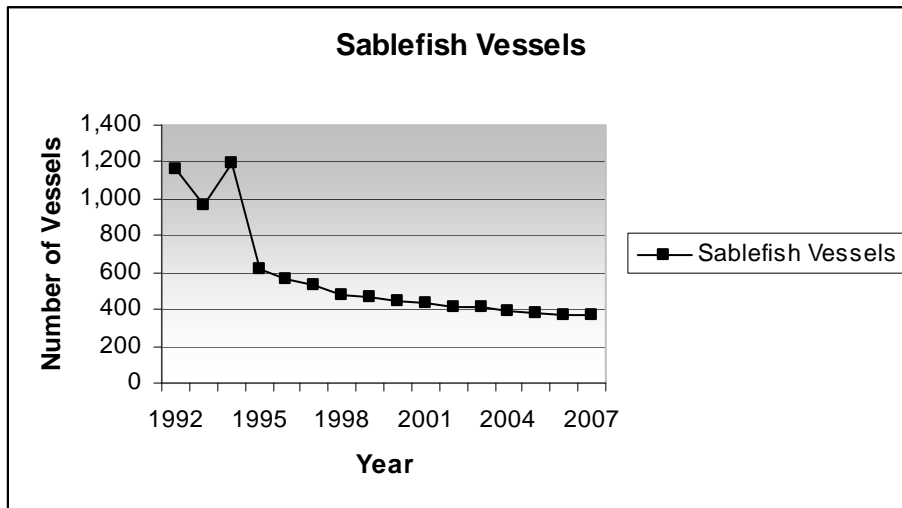 Sablefish Vessels
Number of Vessels
1,400
1,200
1,000
800
600
400
200
0
1992 1995 1998 2001 2004 2007
Year
Sablefish Vessels